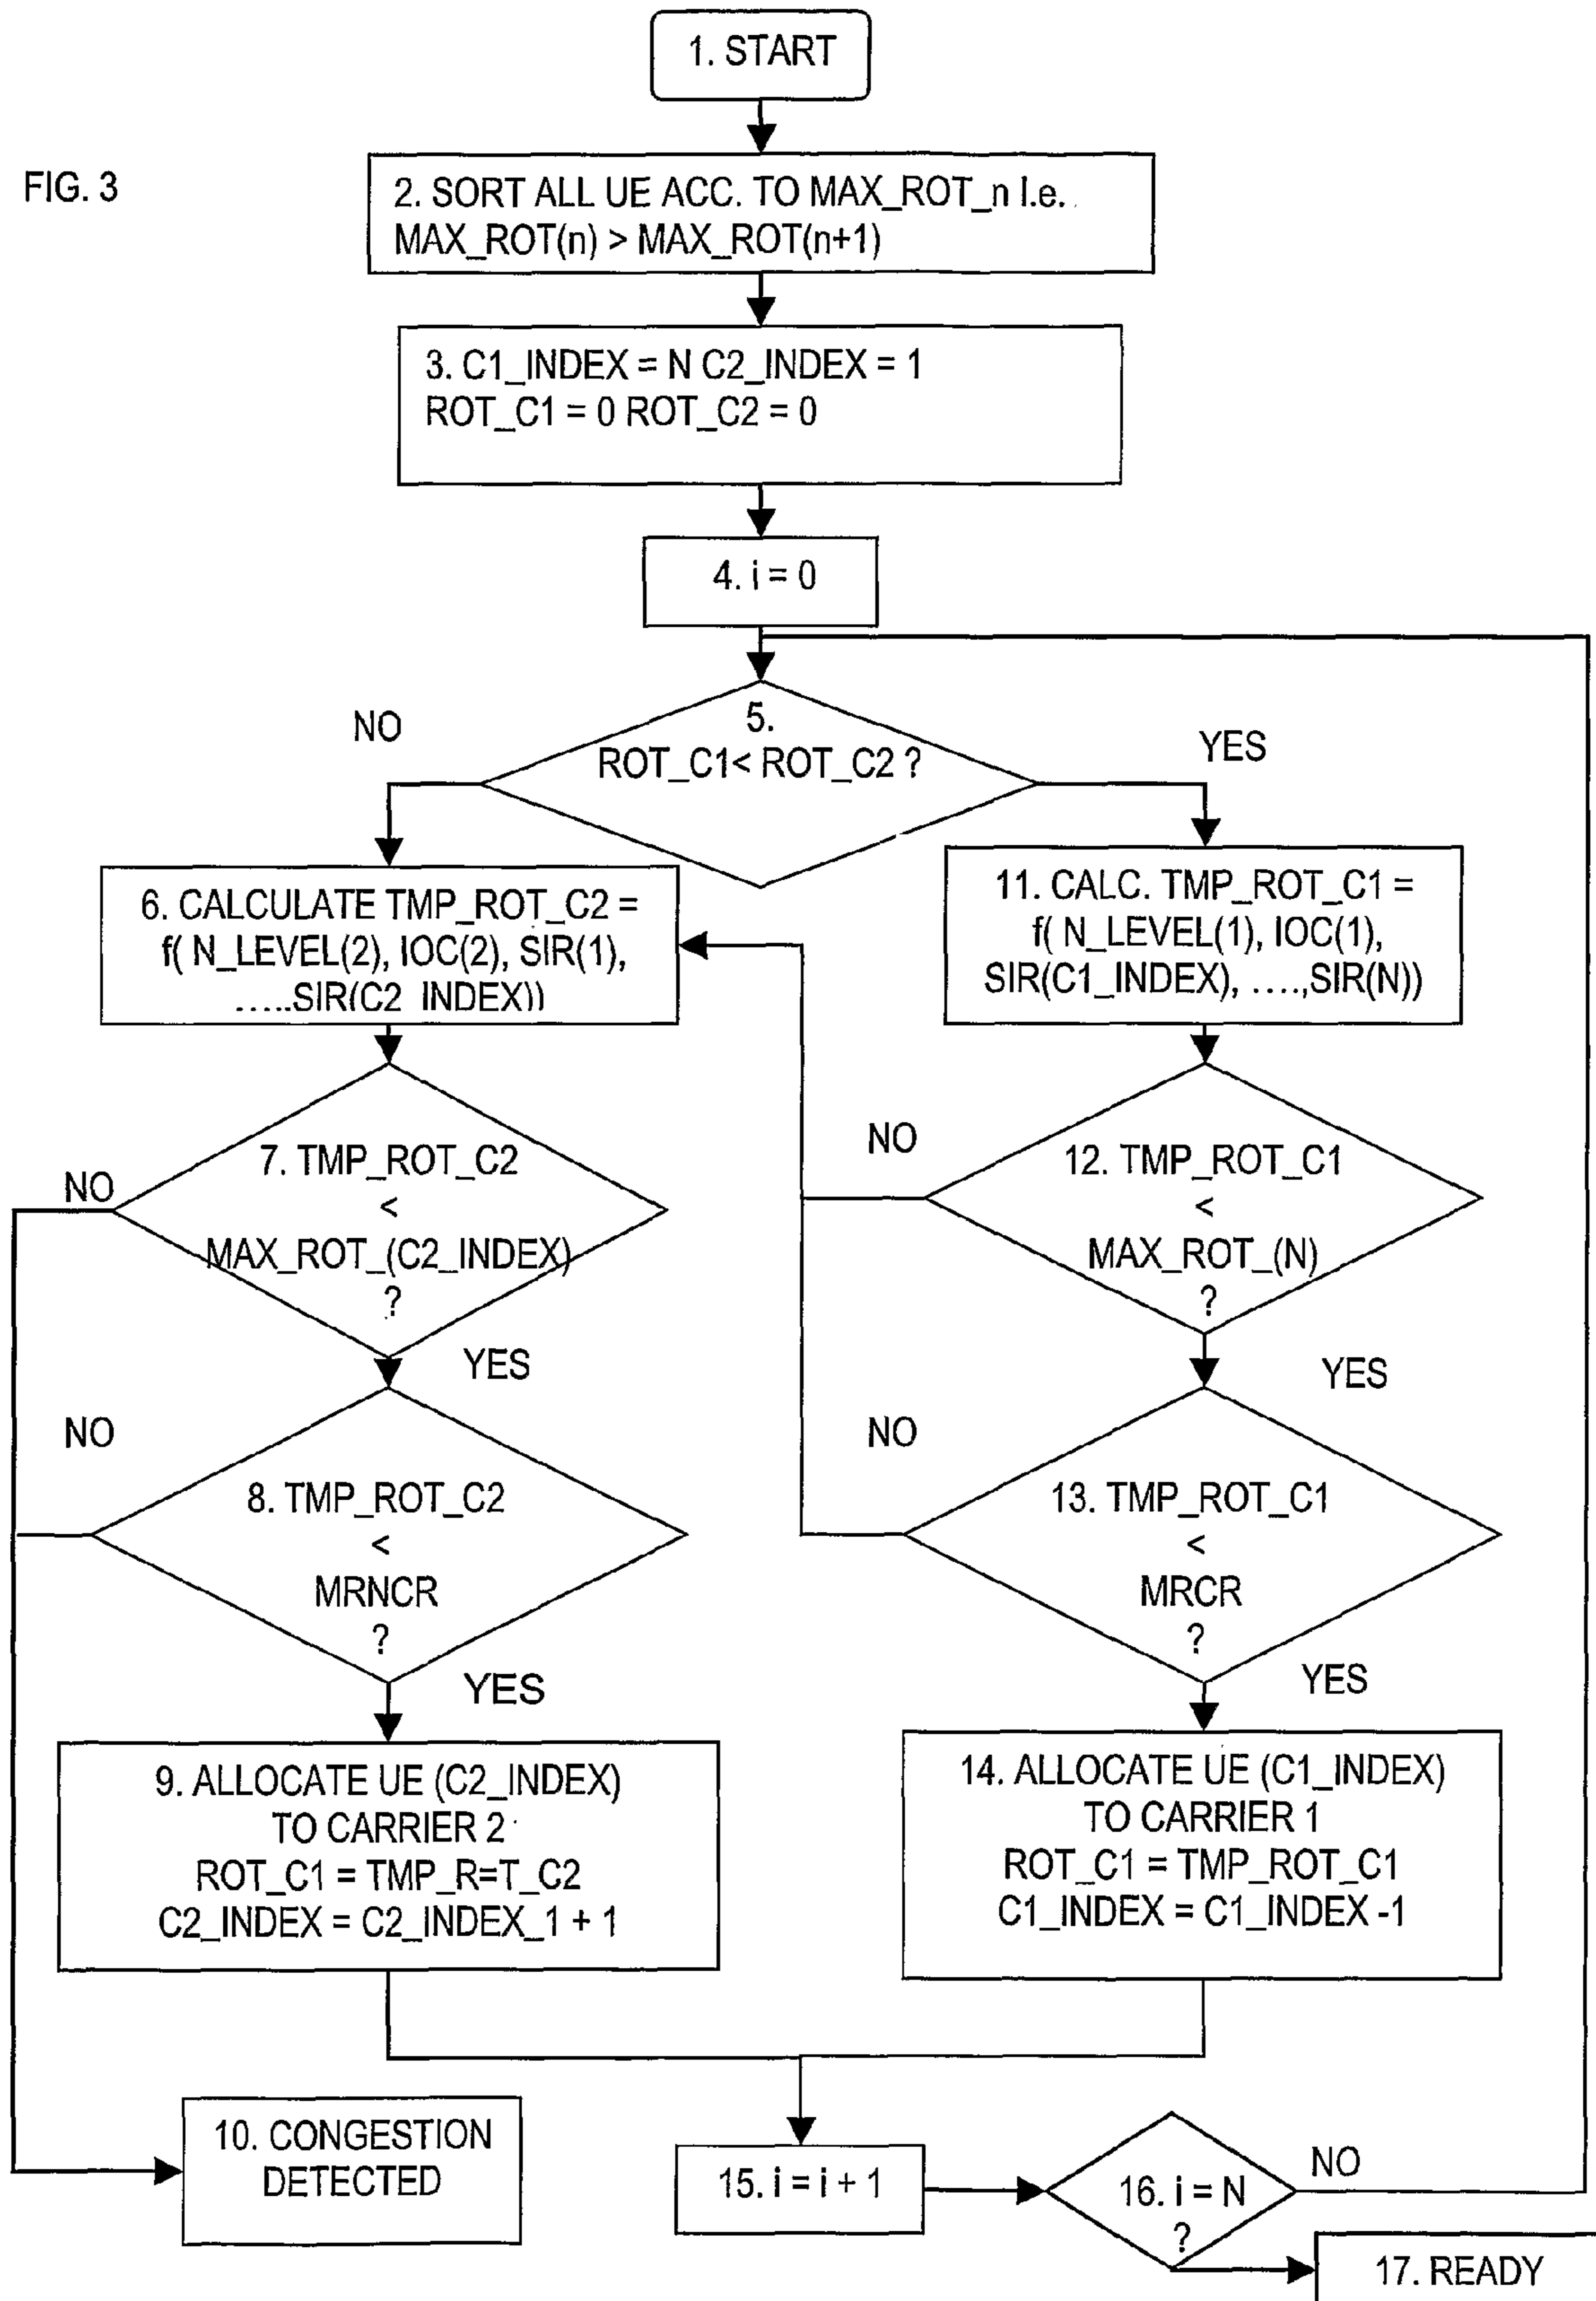 1. START
FIG. 3
2. SORT ALL UE ACC. TO MAX_ROT_n I.e.
MAX_ROT(n) > MAX_ROT(n+1)
3. C1_INDEX = N C2_INDEX = 1
ROT_C1 = 0 ROT_C2 = 0
4. i = 0
5.
ROT_C1< ROT_C2 ?
NO
YES
6. CALCULATE TMP_ROT_C2 =
f( N_LEVEL(2), IOC(2), SIR(1),
.....SIR(C2_INDEX))
11. CALC. TMP_ROT_C1 =
f( N_LEVEL(1), IOC(1),
SIR(C1_INDEX), ....,SIR(N))
7. TMP_ROT_C2
<
MAX_ROT_(C2_INDEX)
?
NO
YES
12. TMP_ROT_C1
<
MAX_ROT_(N)
?
NO
YES
8. TMP_ROT_C2
<
MRNCR
?
NO
YES
13. TMP_ROT_C1
<
MRCR
?
NO
YES
9. ALLOCATE UE (C2_INDEX)
TO CARRIER 2
ROT_C1 = TMP_R=T_C2
C2_INDEX = C2_INDEX_1 + 1
14. ALLOCATE UE (C1_INDEX)
TO CARRIER 1
ROT_C1 = TMP_ROT_C1
C1_INDEX = C1_INDEX -1
10. CONGESTION
DETECTED
15. i = i + 1
16. i = N
?
NO
17. READY